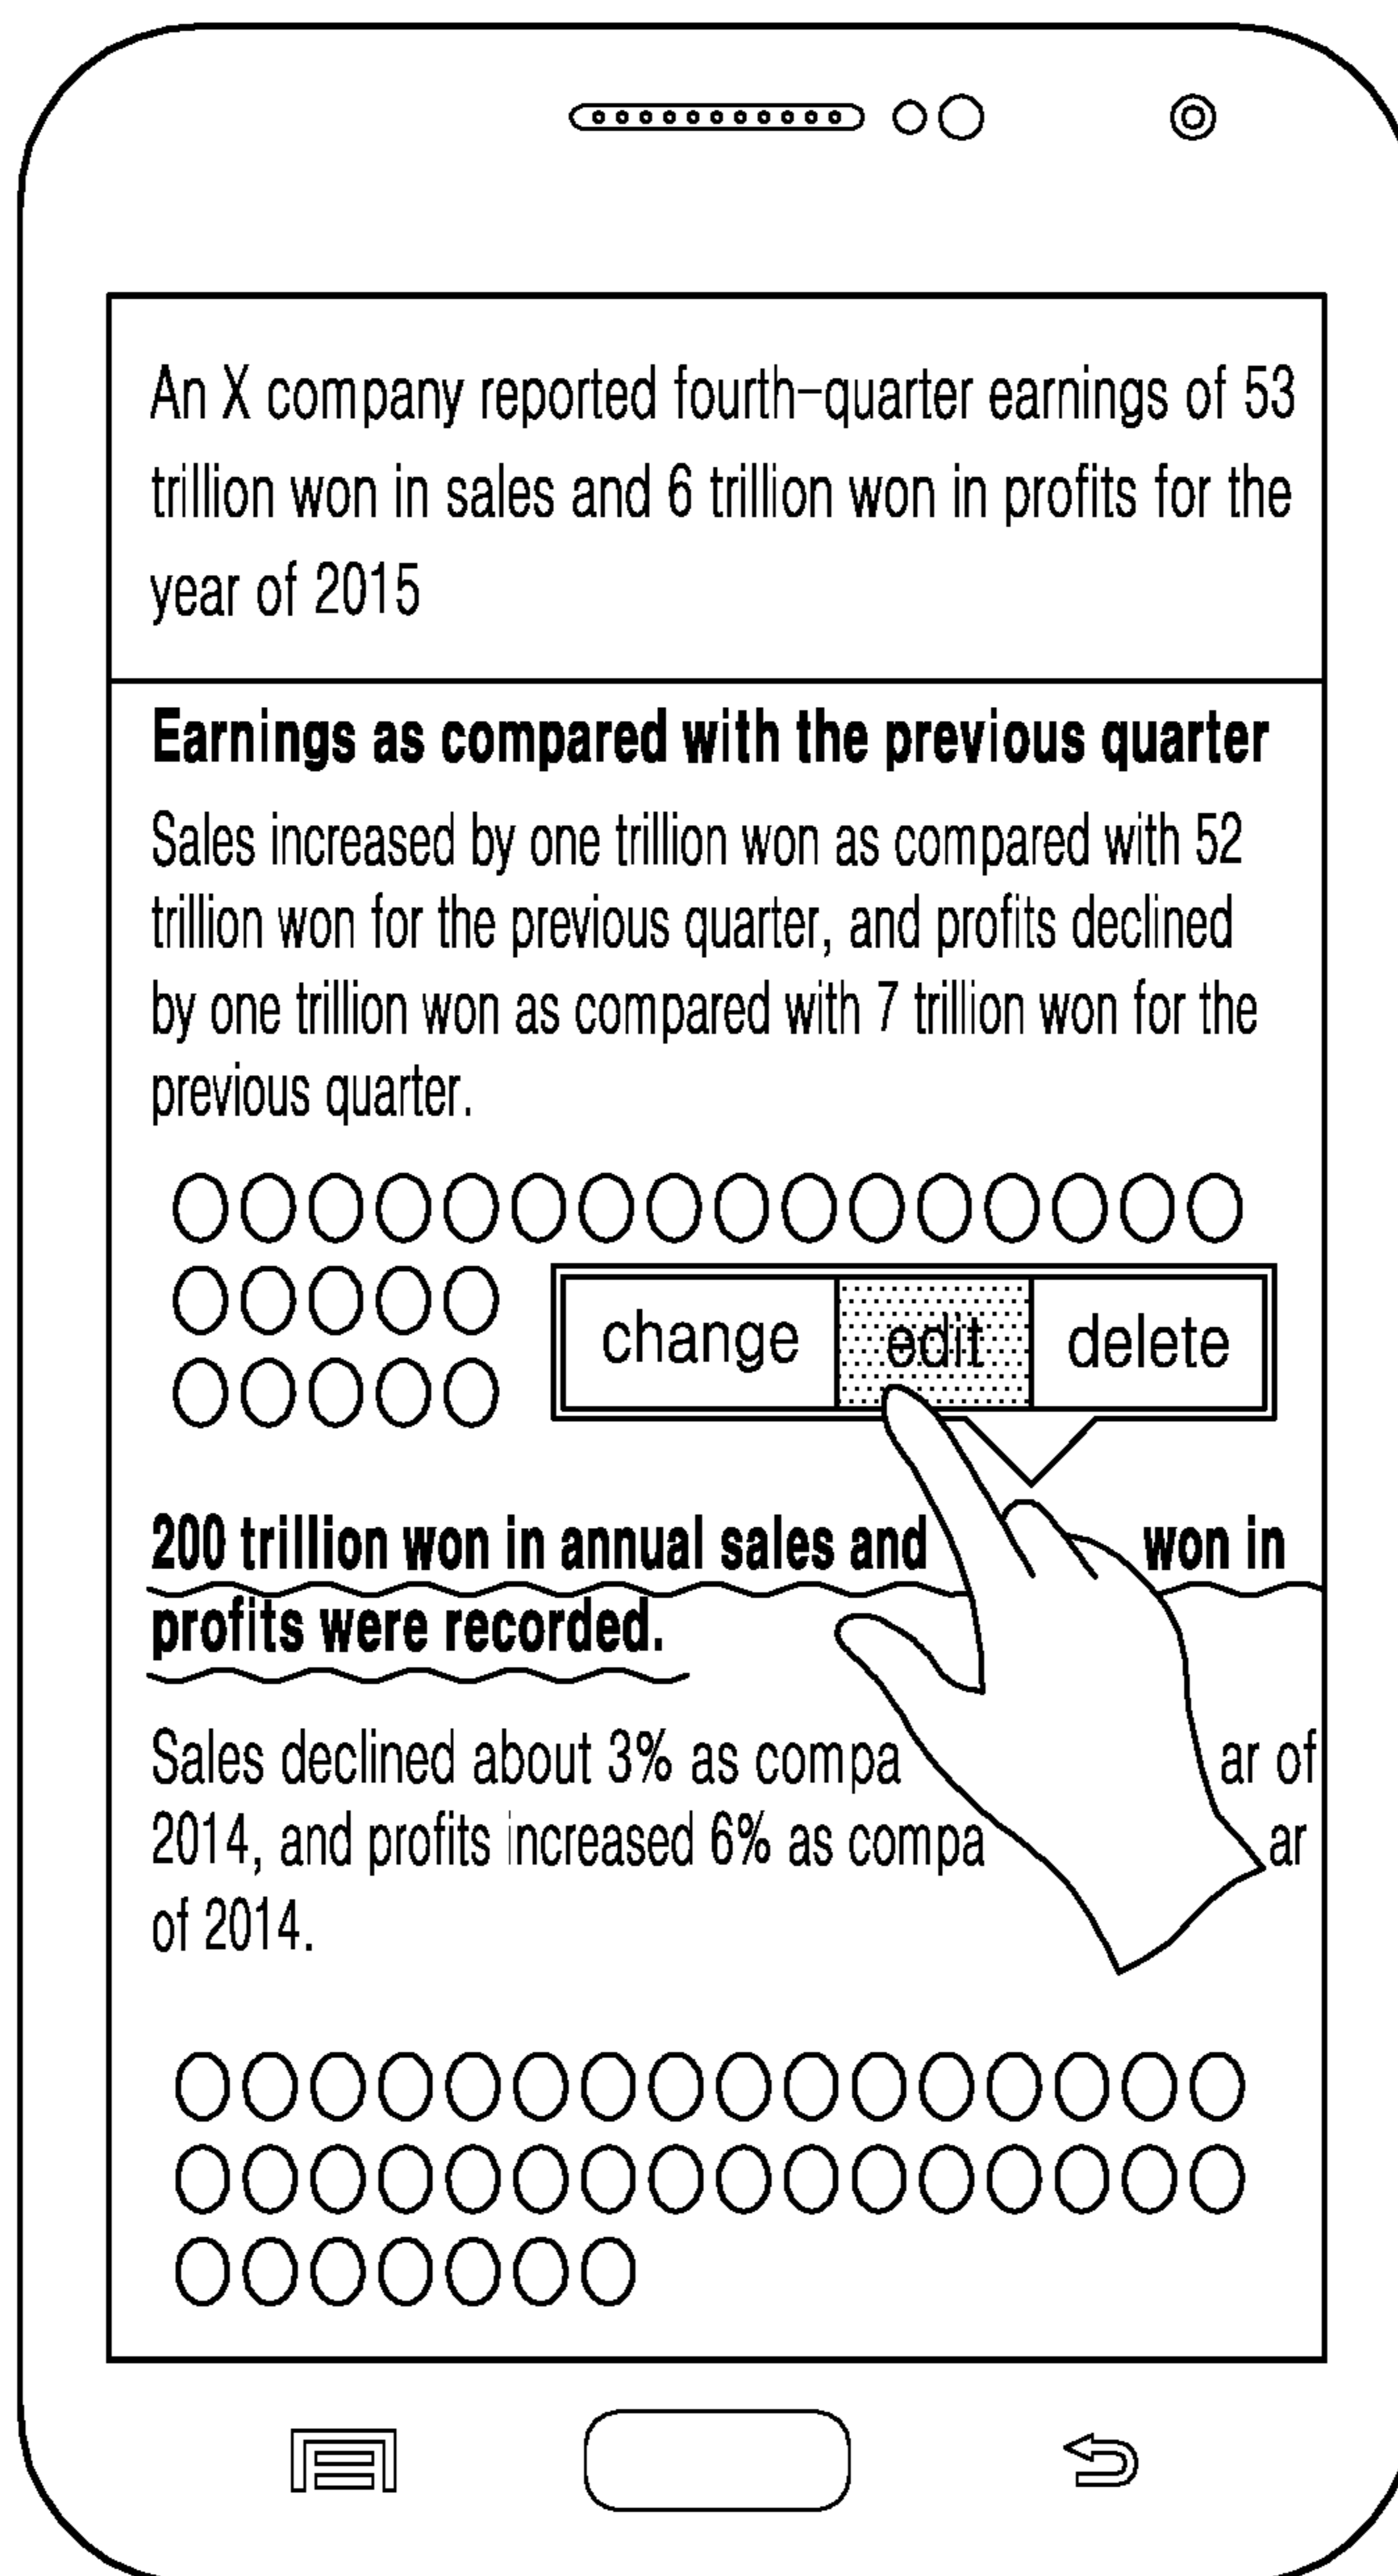 An X company reported fourth-quarter earnings of 53
trillion won in sales and 6 trillion won in profits for the
year of 2015
Earnings as compared with the previous quarter
Sales increased by one trillion won as compared with 52
trillion won for the previous quarter, and profits declined
by one trillion won as compared with 7 trillion won for the
previous quarter.
○○○○○○○○○○○○○○○○
○○○○○
○○○○○
change edit delete
200 trillion won in annual sales and won in
profits were recorded.
Sales declined about 3% as compa ar of
2014, and profits increased 6% as compa ar
of 2014.
○○○○○○○○○○○○○○○○
○○○○○○○○○○○○○○○○
○○○○○○○